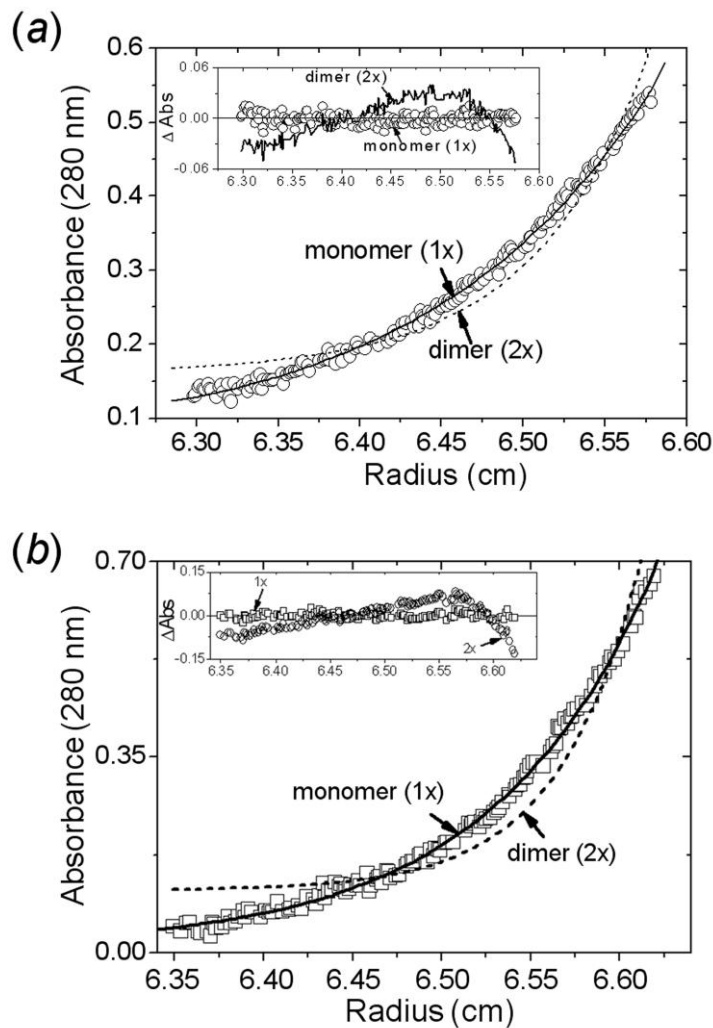 (a)
0.6
0.5
0.4
0.3
0.2
0.1
Absorbance (280 nm)
0.06
0.00
-0.06
Δ Abs
dimer (2x)
monomer (1x)
6.30 6.35 6.40 6.45 6.50 6.55 6.60
monomer (1x)
dimer (2x)
6.30 6.35 6.40 6.45 6.50 6.55 6.60
Radius (cm)
(b)
0.70
0.35
0.00
Absorbance (280 nm)
0.15
0.00
-0.15
ΔAbs
1x
2x
6.35 6.40 6.45 6.50 6.55 6.60
monomer (1x)
dimer (2x)
6.35 6.40 6.45 6.50 6.55 6.60
Radius (cm)